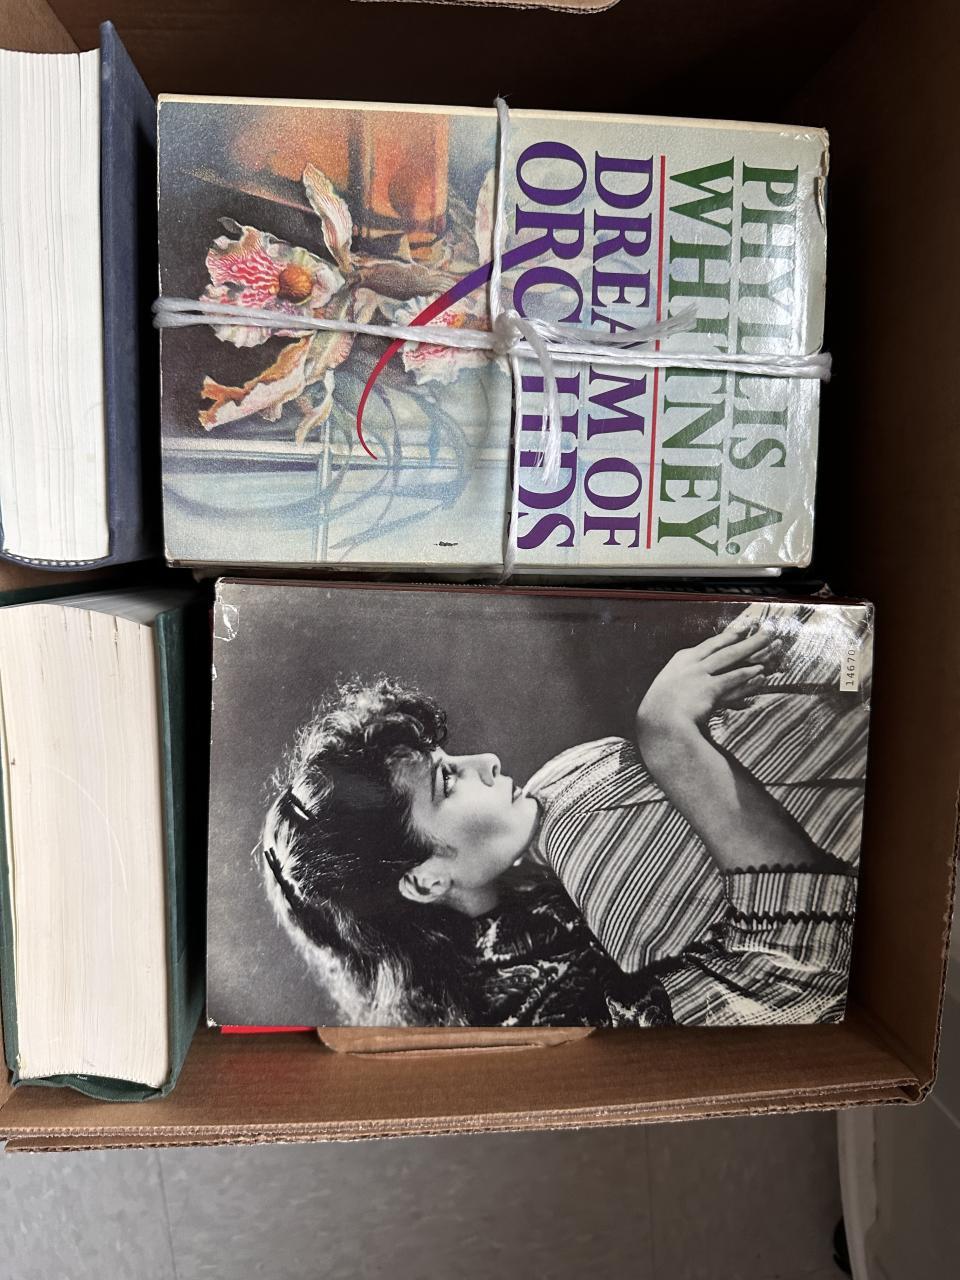 PHYLLIS A.
WHITNEY
DREAM OF
ORCHIDS
14670